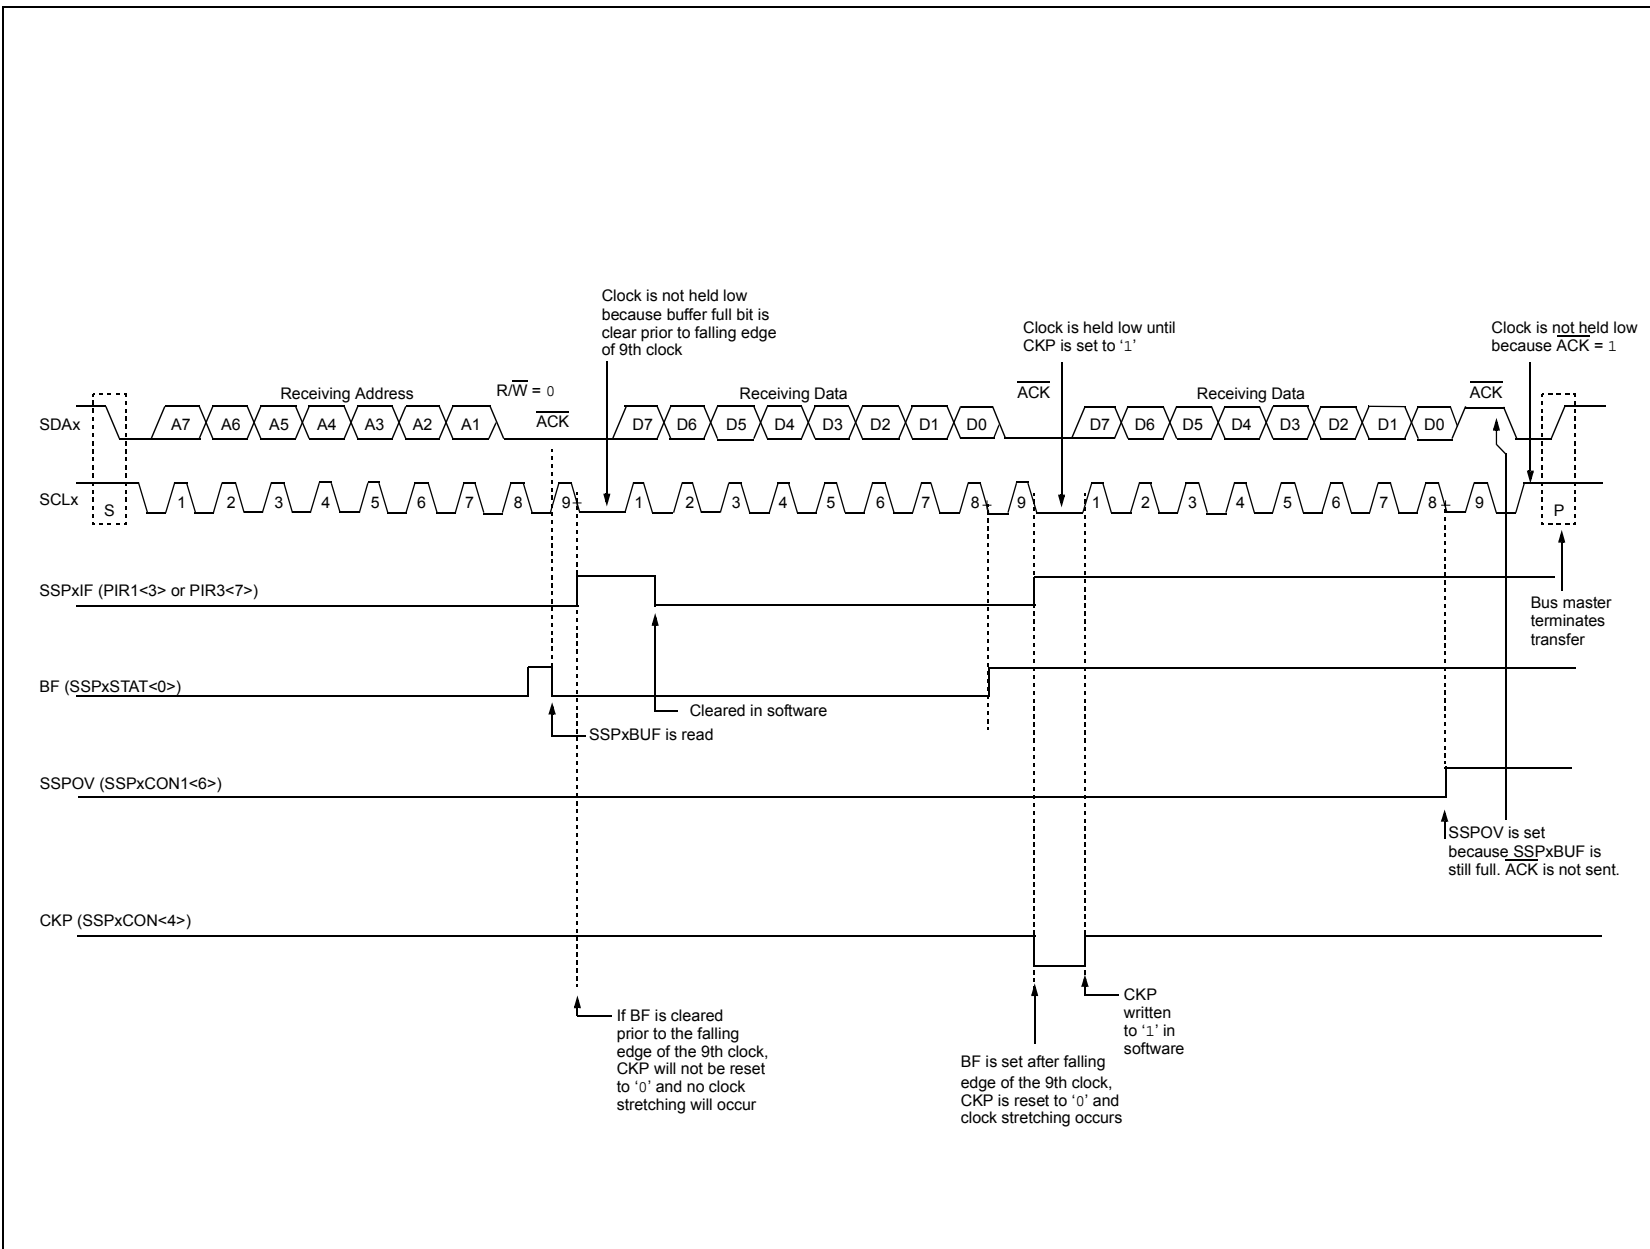 Clock is not held low
because buffer full bit is
clear prior to falling edge
of 9th clock
Clock is held low until
CKP is set to ‘1’
Clock is not held low
because ACK = 1
Receiving Address
R/W = 0
ACK
Receiving Data
ACK
Receiving Data
ACK
SDAx
A7 A6 A5 A4 A3 A2 A1
D7 D6 D5 D4 D3 D2 D1 D0
D7 D6 D5 D4 D3 D2 D1 D0
SCLx
S
1 2 3 4 5 6 7 8 9
1 2 3 4 5 6 7 8 9
1 2 3 4 5 6 7 8 9
P
SSPxIF (PIR1<3> or PIR3<7>)
Bus master
terminates
transfer
BF (SSPxSTAT<0>)
Cleared in software
SSPxBUF is read
SSPOV (SSPxCON1<6>)
SSPOV is set
because SSPxBUF is
still full. ACK is not sent.
CKP (SSPxCON<4>)
If BF is cleared
prior to the falling
edge of the 9th clock,
CKP will not be reset
to ‘0’ and no clock
stretching will occur
CKP
written
to ‘1’ in
software
BF is set after falling
edge of the 9th clock,
CKP is reset to ‘0’ and
clock stretching occurs